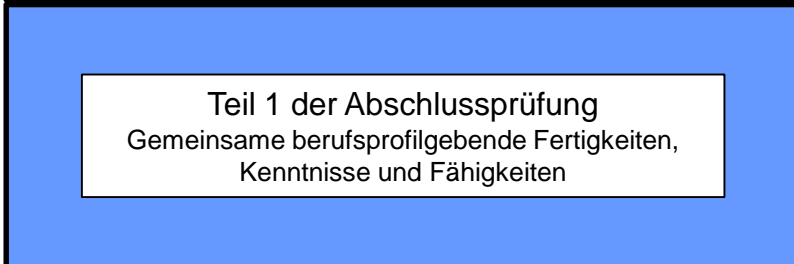 Teil 1 der Abschlussprüfung
Gemeinsame berufsprofilgebende Fertigkeiten,
Kenntnisse und Fähigkeiten